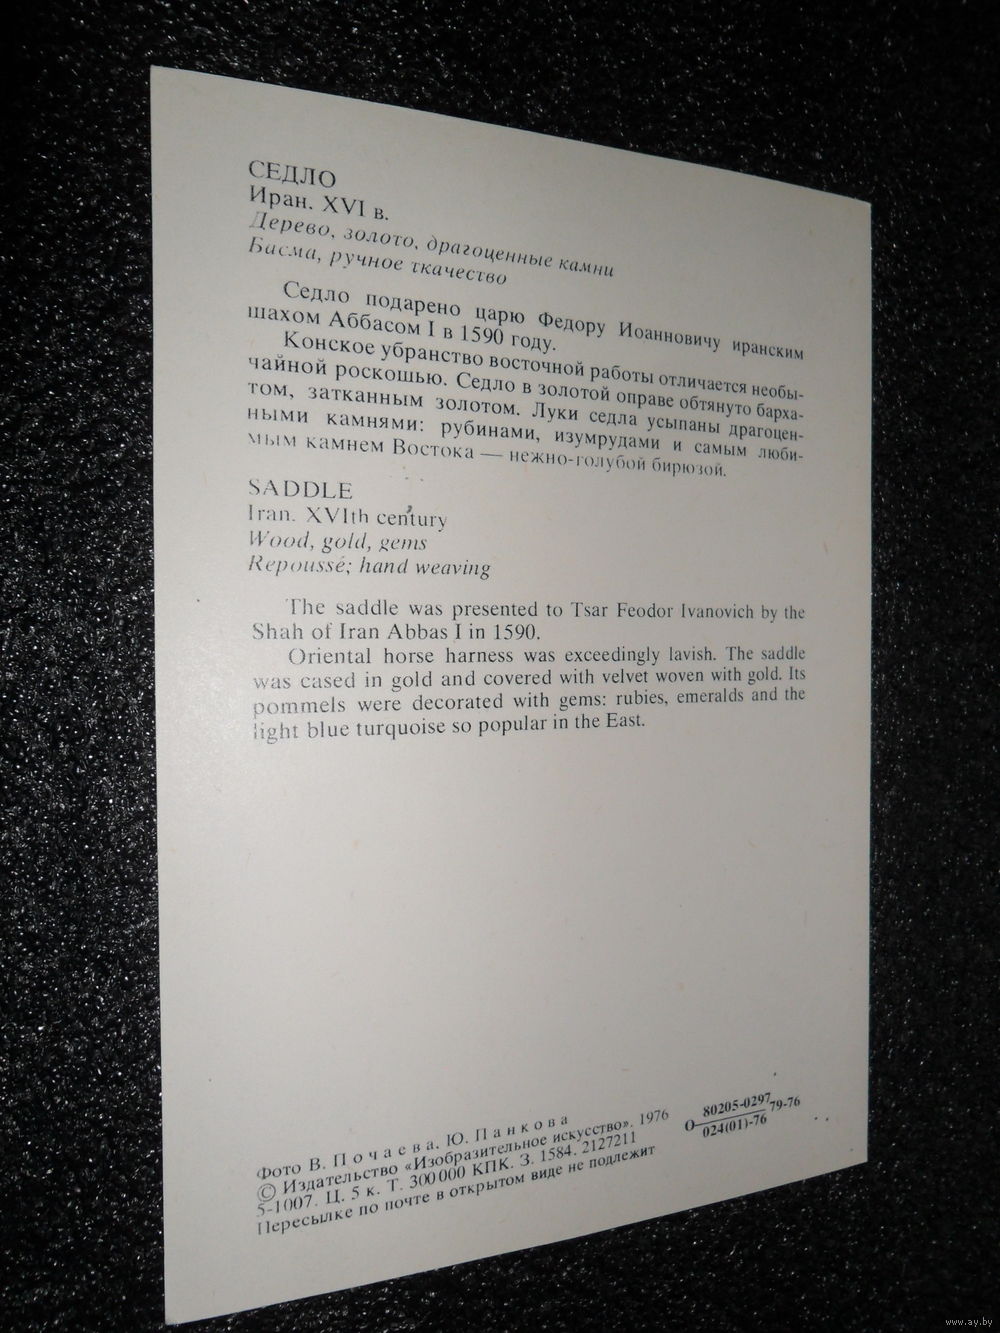 СЕДЛО
Иран. XVI в.
Дерево, золото, драгоценные камни
Басма, ручное ткачество
Седло подарено царю Федору Иоанновичу иранским
шахом Аббасом I в 1590 году.
Конское убранство восточной работы отличается необы-
чайной роскошью. Седло в золотой оправе обтянуто барха-
том, затканным золотом. Луки седла усыпаны драгоцен-
ными камнями: рубинами, изумрудами и самым люби-
мым камнем Востока — нежно-голубой бирюзой.
SADDLE
Iran. XVIth century
Wood, gold, gems
Repoussé; hand weaving
The saddle was presented to Tsar Feodor Ivanovich by the
Shah of Iran Abbas I in 1590.
Oriental horse harness was exceedingly lavish. The saddle
was cased in gold and covered with velvet woven with gold. Its
pommels were decorated with gems: rubies, emeralds and the
light blue turquoise so popular in the East.
Фото В. Почаева, Ю. Панкова
© Издательство «Изобразительное искусство». 1976
5-1007. Ц. 5 к. Т. 300 000 КПК. З. 1584. 2127211
Пересылке по почте в открытом виде не подлежит
О 80205-0297 79-76
024(01)-76
www.ay.by